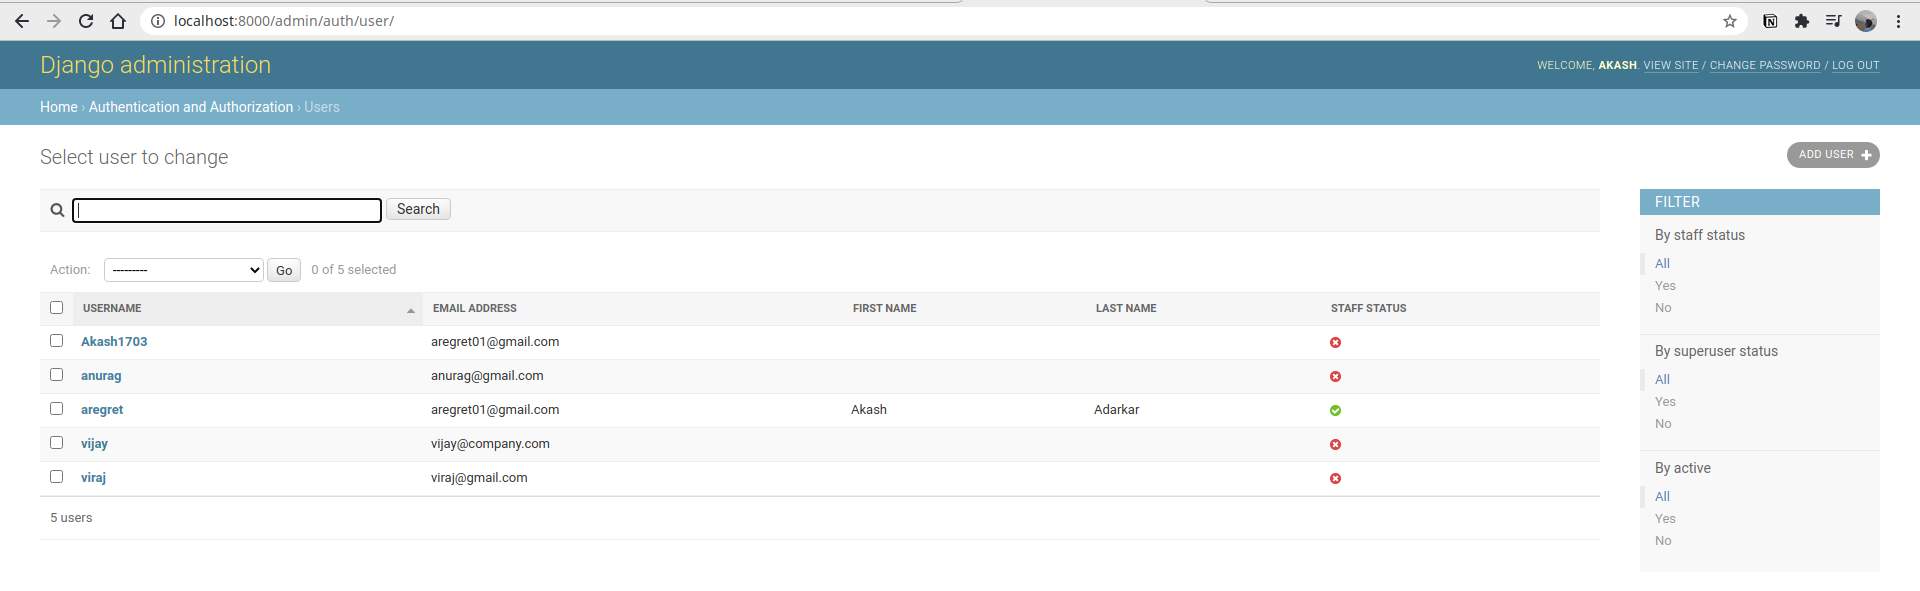 localhost:8000/admin/auth/user/
Django administration
WELCOME, AKASH. VIEW SITE / CHANGE PASSWORD / LOG OUT
Home › Authentication and Authorization › Users
Select user to change
ADD USER
Search
Action: --------- Go 0 of 5 selected
USERNAME EMAIL ADDRESS FIRST NAME LAST NAME STAFF STATUS
Akash1703 aregret01@gmail.com
anurag anurag@gmail.com
aregret aregret01@gmail.com Akash Adarkar
vijay vijay@company.com
viraj viraj@gmail.com
5 users
FILTER
By staff status
All
Yes
No
By superuser status
All
Yes
No
By active
All
Yes
No